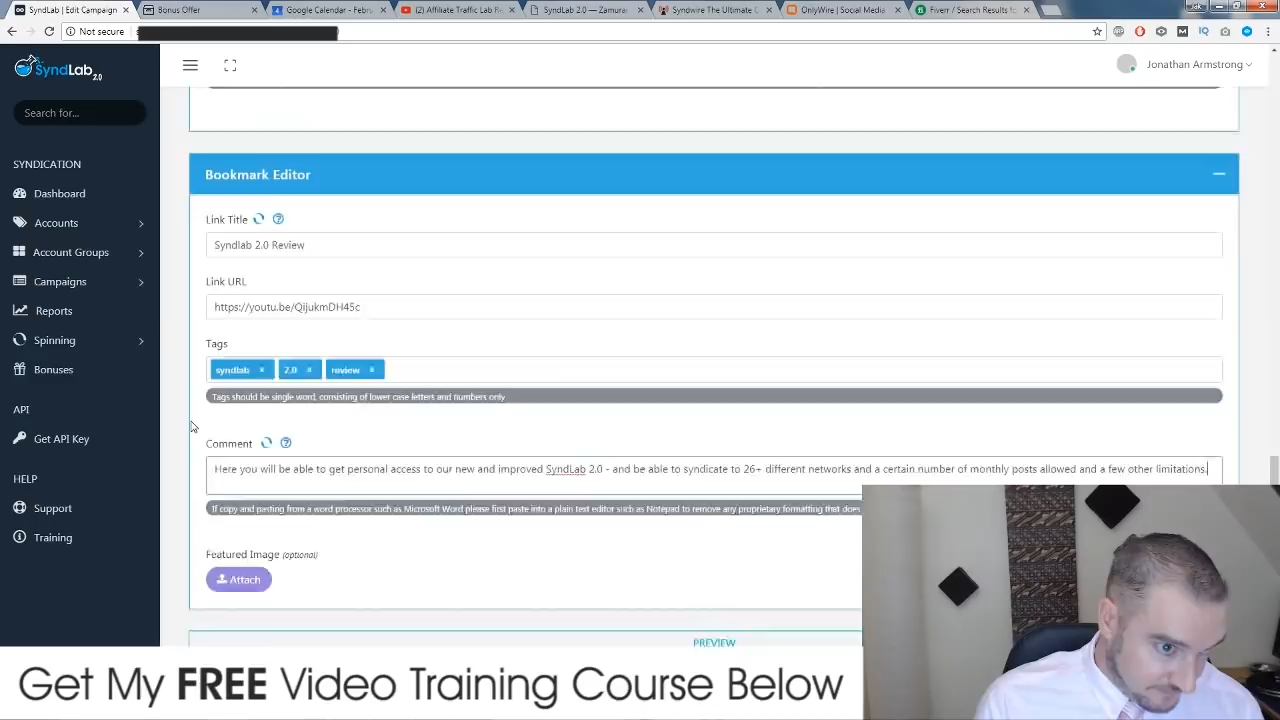 SyndLab | Edit Campaign
Bonus Offer
Google Calendar - Febru
(2) Affiliate Traffic Lab Re
SyndLab 2.0 — Zamura
Syndwire The Ultimate C
OnlyWire | Social Media
Fiverr / Search Results fo
Jak
Not secure
SyndLab 2.0
Jonathan Armstrong
Search for...
SYNDICATION
Dashboard
Accounts
Account Groups
Campaigns
Reports
Spinning
Bonuses
API
Get API Key
HELP
Support
Training
Bookmark Editor
Link Title
Syndlab 2.0 Review
Link URL
https://youtu.be/QijukmDH45c
Tags
syndlab x 2.0 x review x
Tags should be single word, consisting of lower case letters and numbers only
Comment
Here you will be able to get personal access to our new and improved SyndLab 2.0 - and be able to syndicate to 26+ different networks and a certain number of monthly posts allowed and a few other limitations.
If copy and pasting from a word processor such as Microsoft Word please first paste into a plain text editor such as Notepad to remove any proprietary formatting that does
Featured Image (optional)
Attach
PREVIEW
Get My FREE Video Training Course Below